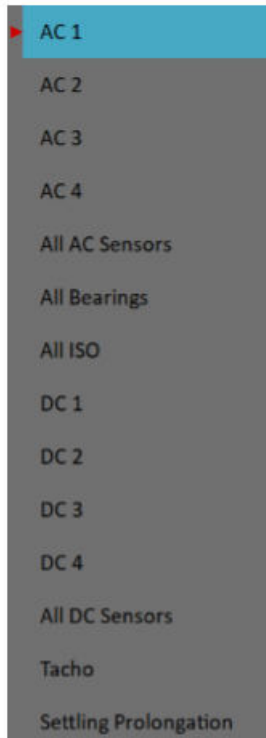 AC 1
AC 2
AC 3
AC 4
All AC Sensors
All Bearings
All ISO
DC 1
DC 2
DC 3
DC 4
All DC Sensors
Tacho
Settling Prolongation